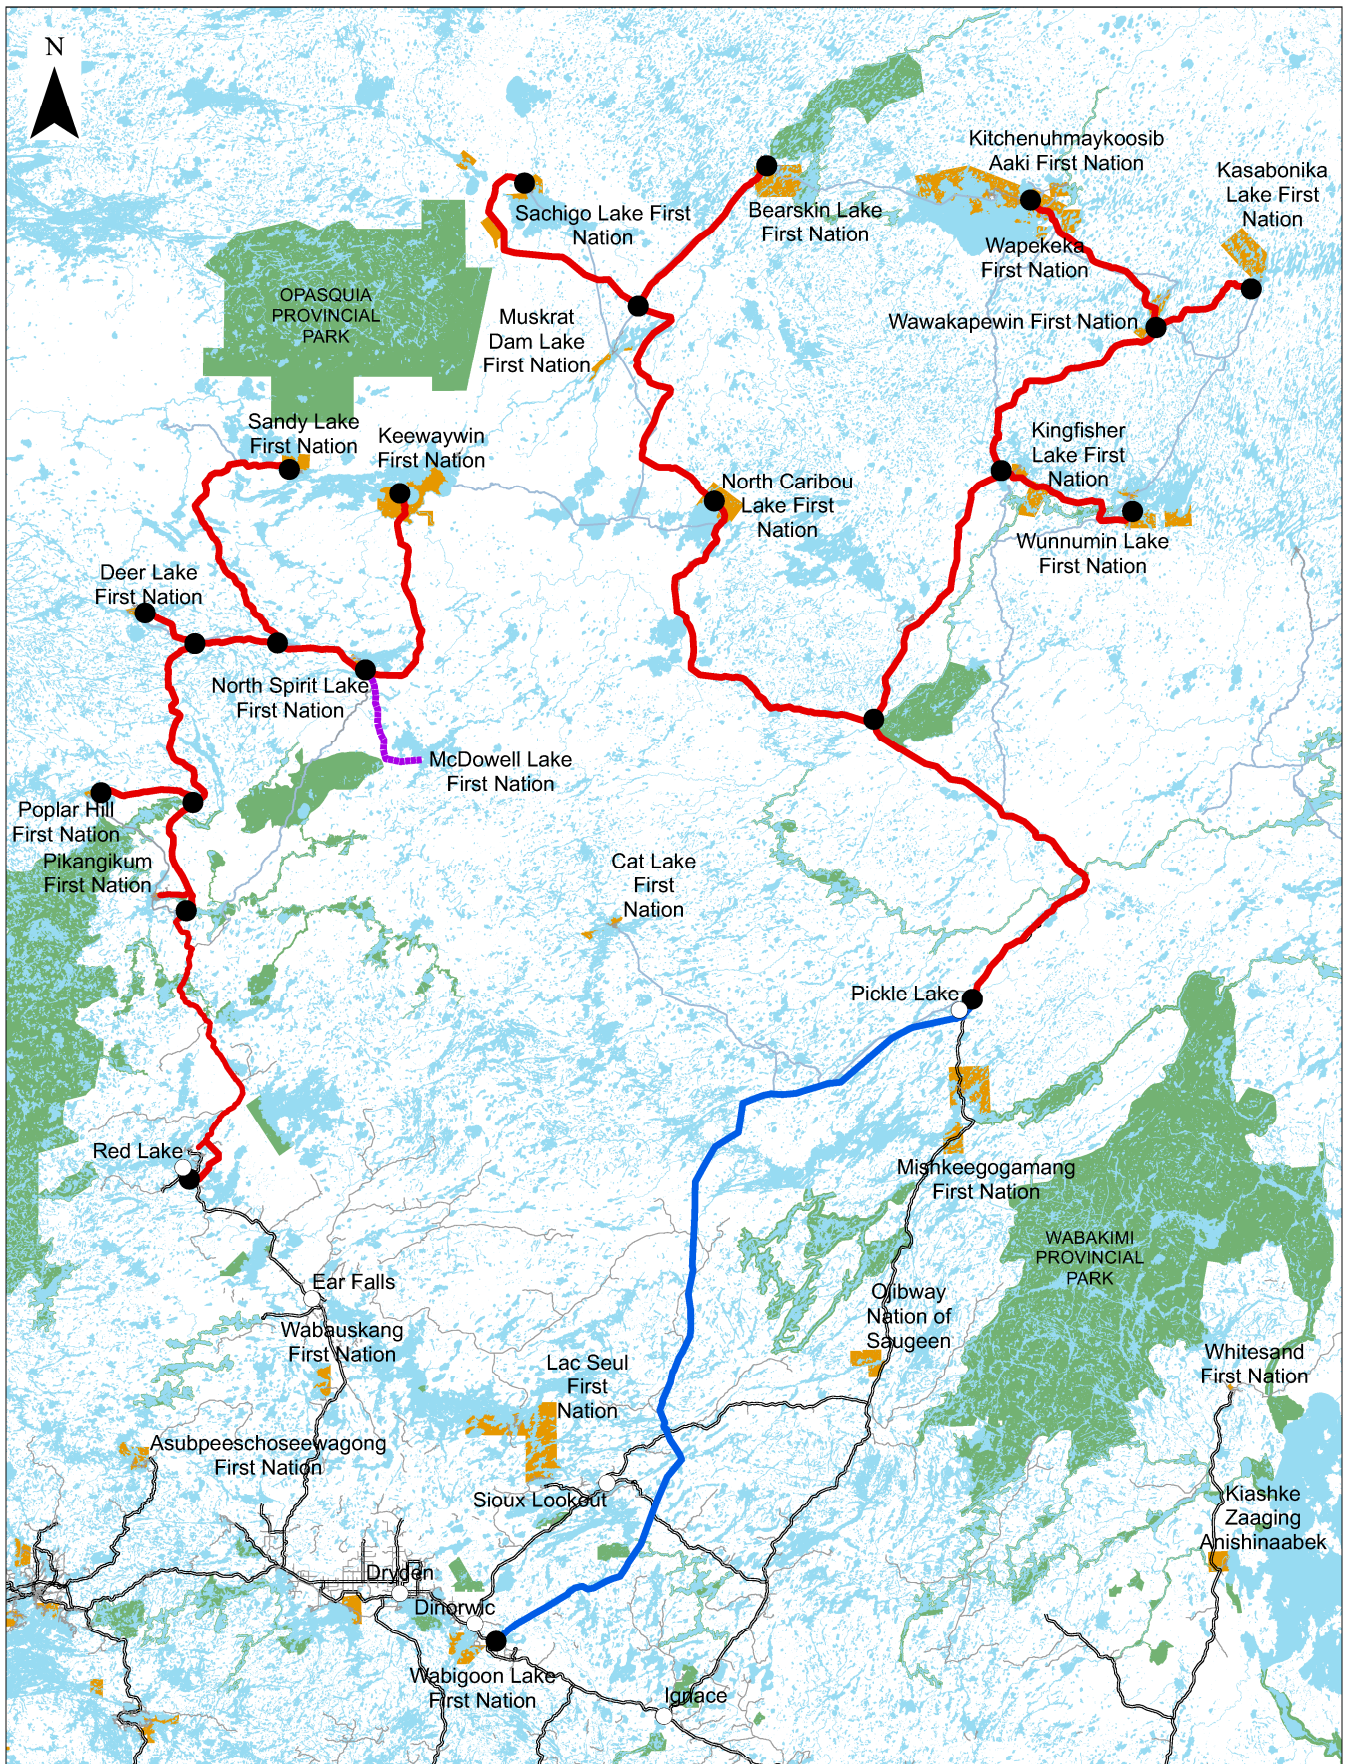 N
Kitchenuhmaykoosib
Aaki First Nation
Kasabonika
Lake First
Nation
Sachigo Lake First
Nation
Bearskin Lake
First Nation
Wapekeka
First Nation
OPASQUIA
PROVINCIAL
PARK
Muskrat
Dam Lake
First Nation
Wawakapewin First Nation
Sandy Lake
First Nation
Keewaywin
First Nation
Kingfisher
Lake First
Nation
North Caribou
Lake First
Nation
Wunnumin Lake
First Nation
Deer Lake
First Nation
North Spirit Lake
First Nation
McDowell Lake
First Nation
Poplar Hill
First Nation
Pikangikum
First Nation
Cat Lake
First
Nation
Pickle Lake
Red Lake
Mishkeegogamang
First Nation
WABAKIMI
PROVINCIAL
PARK
Ear Falls
Ojibway
Nation of
Saugeen
Wabauskang
First Nation
Lac Seul
First
Nation
Whitesand
First Nation
Asubpeeschoseewagong
First Nation
Sioux Lookout
Kiashke
Zaaging
Anishinaabek
Dryden
Dinorwic
Wabigoon Lake
First Nation
Ignace